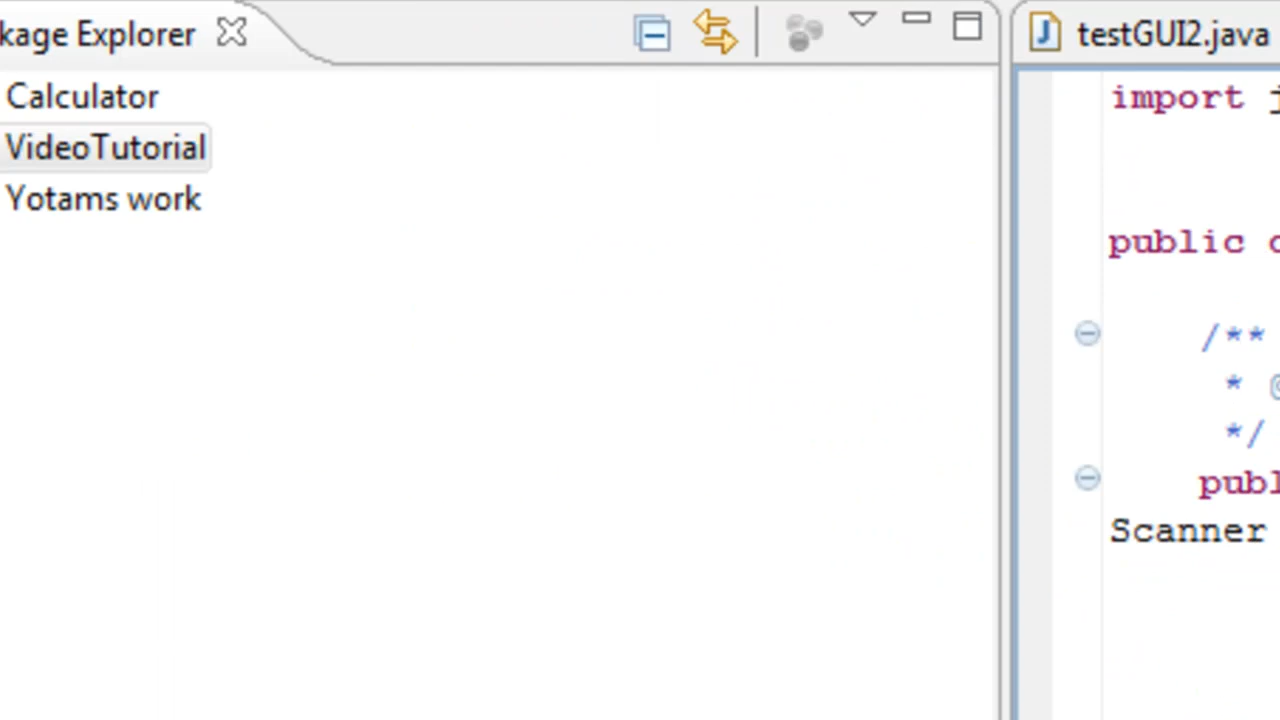 kage Explorer
Calculator
VideoTutorial
Yotams work
testGUI2.java
import j
public c
/**
* @
*/
publ
Scanner